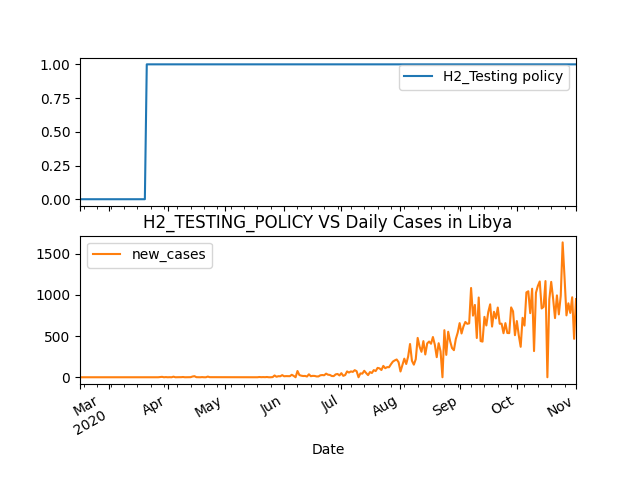 1.00
0.75
0.50
0.25
0.00
H2_Testing policy
H2_TESTING_POLICY VS Daily Cases in Libya
1500
1000
500
0
new_cases
Mar
2020
Apr
May
Jun
Jul
Aug
Sep
Oct
Nov
Date